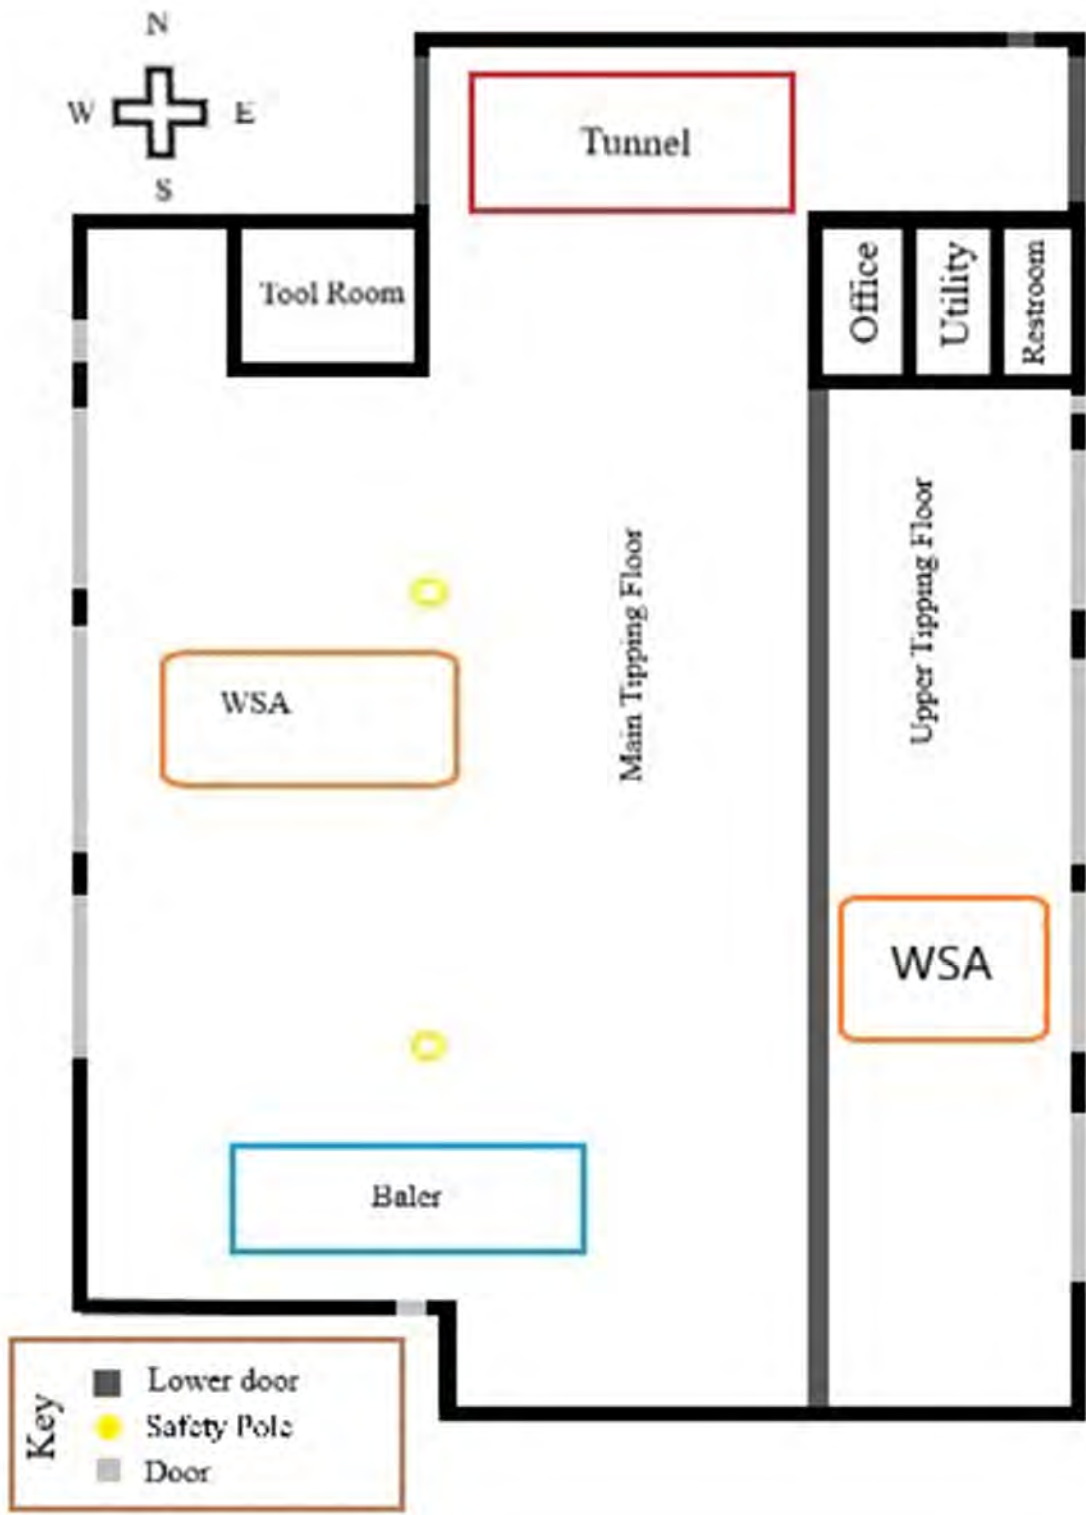 N
W E
S
Tunnel
Tool Room
Office
Utility
Restroom
Main Tipping Floor
Upper Tipping Floor
WSA
WSA
Baler
Key
Lower door
Safety Pole
Door